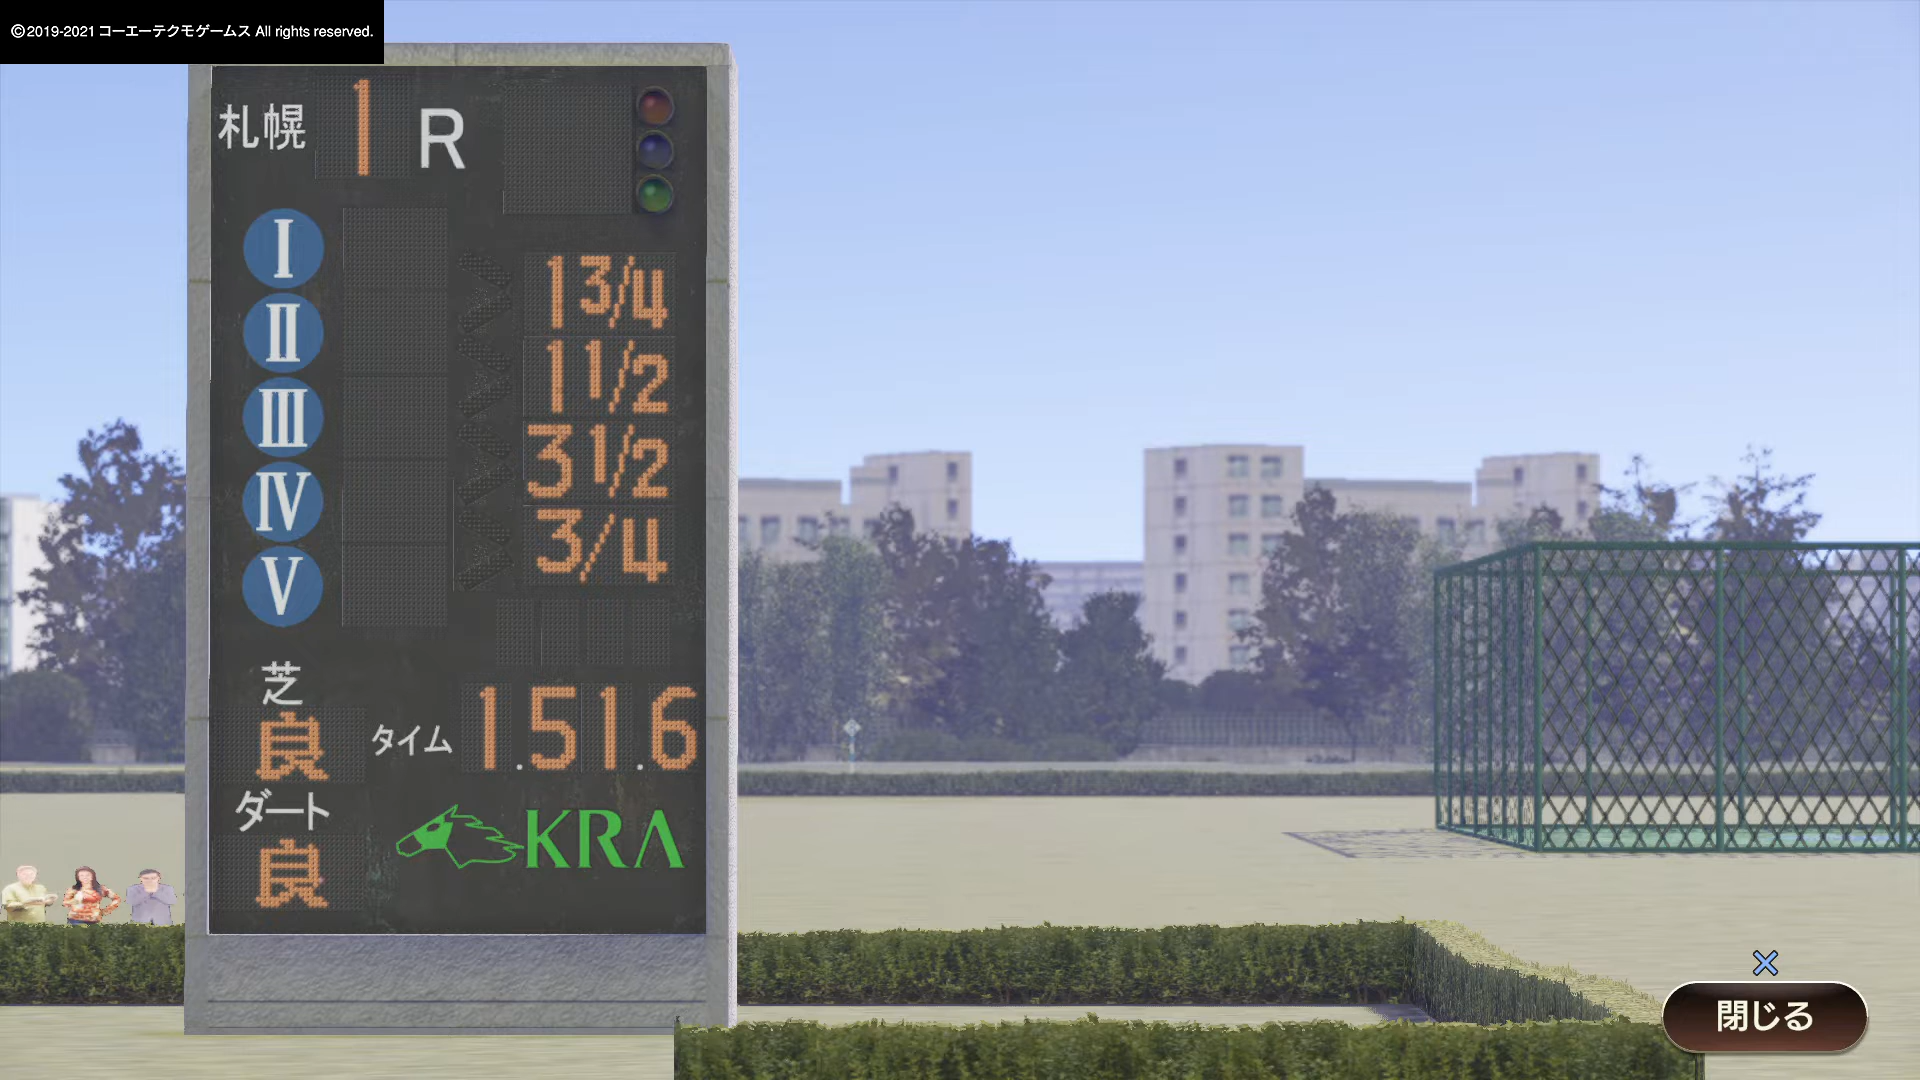 ©2019-2021 コーエーテクモゲームス All rights reserved.
札幌 1 R
I
1 3/4
II
1 1/2
III
3 1/2
IV
3/4
V
芝
良
タイム 1.51.6
ダート
良
KRA
閉じる